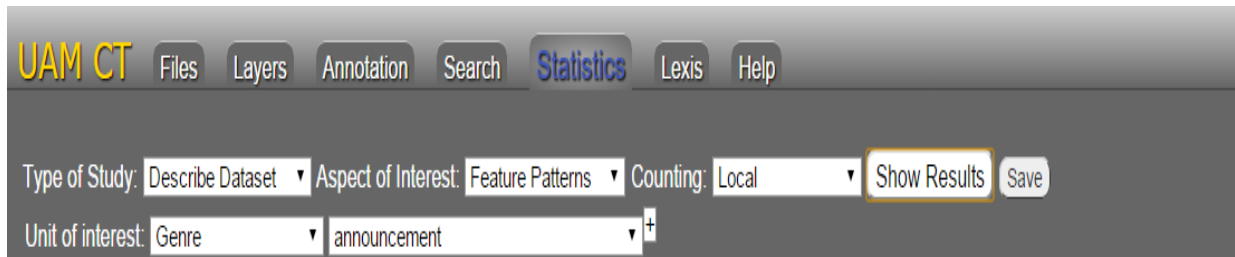 UAM CT Files Layers Annotation Search Statistics Lexis Help
Type of Study: Describe Dataset Aspect of Interest: Feature Patterns Counting: Local Show Results Save
Unit of interest: Genre announcement +